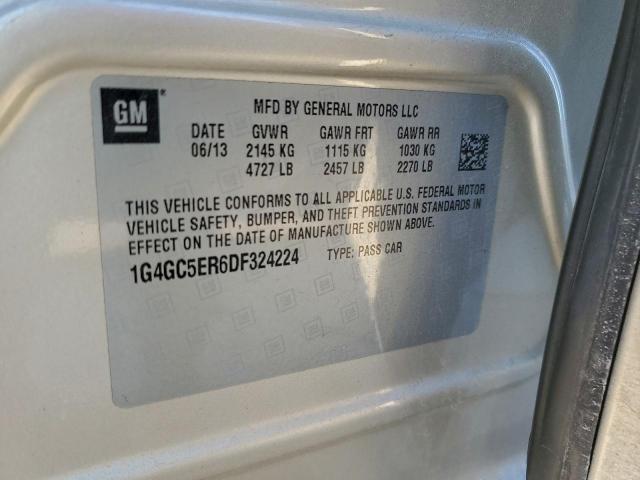 GM
MFD BY GENERAL MOTORS LLC
DATE GVWR GAWR FRT GAWR RR
06/13 2145 KG 1115 KG 1030 KG
4727 LB 2457 LB 2270 LB
THIS VEHICLE CONFORMS TO ALL APPLICABLE U.S. FEDERAL MOTOR
VEHICLE SAFETY, BUMPER, AND THEFT PREVENTION STANDARDS IN
EFFECT ON THE DATE OF MANUFACTURE SHOWN ABOVE.
1G4GC5ER6DF324224 TYPE: PASS CAR